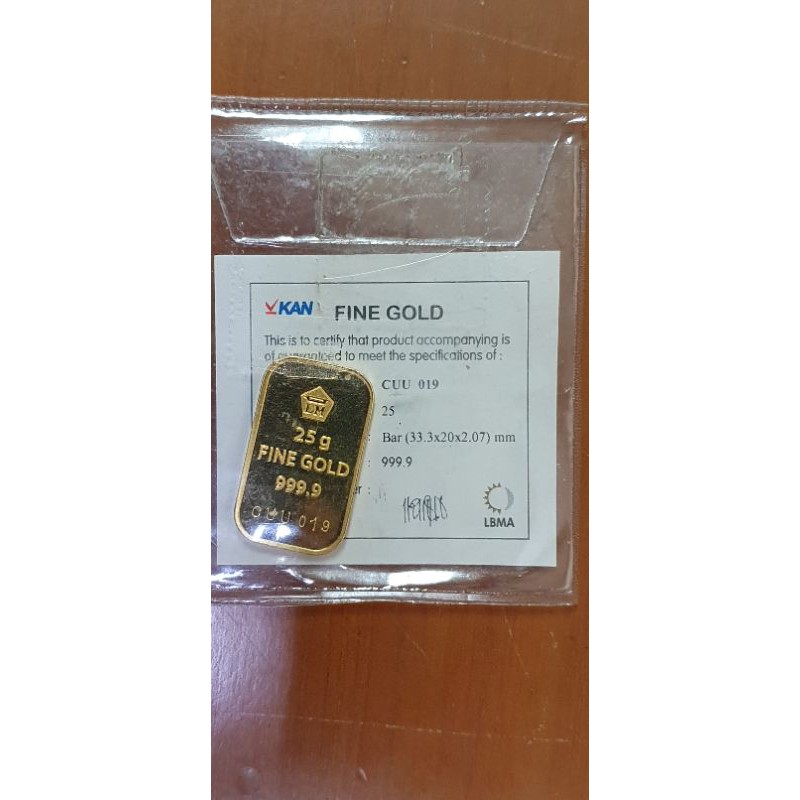 KAN FINE GOLD
This is to certify that product accompanying is
of guaranteed to meet the specifications of :
CUU 019
25
: Bar (33.3x20x2.07) mm
: 999.9
er :
LBMA
LM
25 g
FINE GOLD
999.9
CUU 019